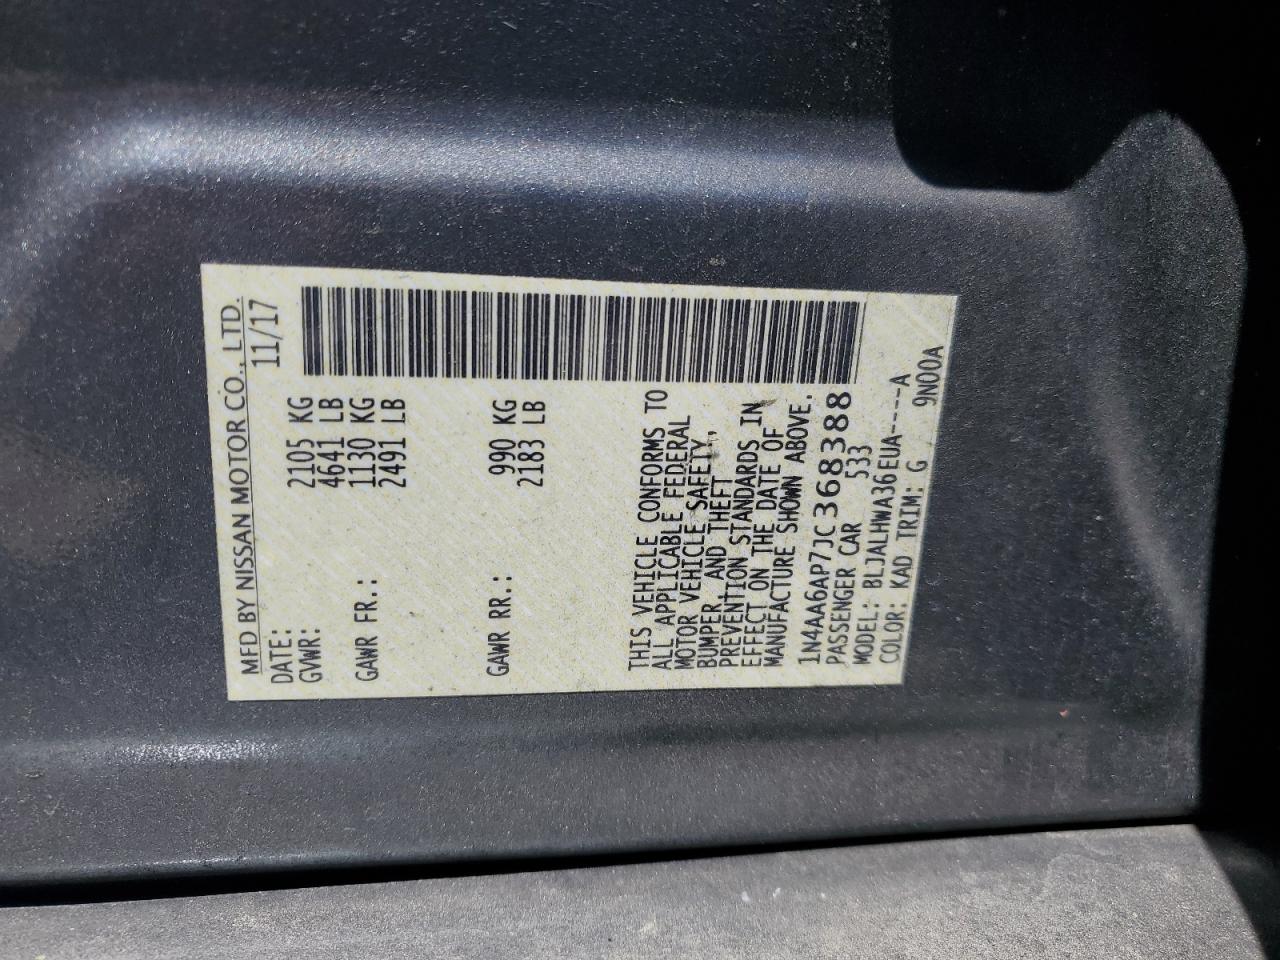 MFD BY NISSAN MOTOR CO., LTD.
DATE: 11/17
GVWR: 2105 KG
4641 LB
GAWR FR.: 1130 KG
2491 LB
GAWR RR.: 990 KG
2183 LB
THIS VEHICLE CONFORMS TO
ALL APPLICABLE FEDERAL
MOTOR VEHICLE SAFETY,
BUMPER, AND THEFT
PREVENTION STANDARDS IN
EFFECT ON THE DATE OF
MANUFACTURE SHOWN ABOVE.
1N4AA6AP7JC368388
PASSENGER CAR 533
MODEL: BLJALHWA36EUA----A
COLOR: KAD TRIM: G 9N00A